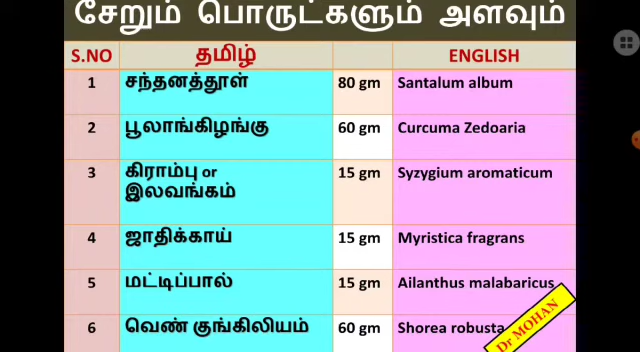 சேறும் பொருட்களும் அளவும்
S.NO தமிழ் ENGLISH
1 சந்தனத்தூள் 80 gm Santalum album
2 பூலாங்கிழங்கு 60 gm Curcuma Zedoaria
3 கிராம்பு or இலவங்கம் 15 gm Syzygium aromaticum
4 ஜாதிக்காய் 15 gm Myristica fragrans
5 மட்டிப்பால் 15 gm Ailanthus malabaricus
6 வெண் குங்கிலியம் 60 gm Shorea robusta
Dr MOHAN